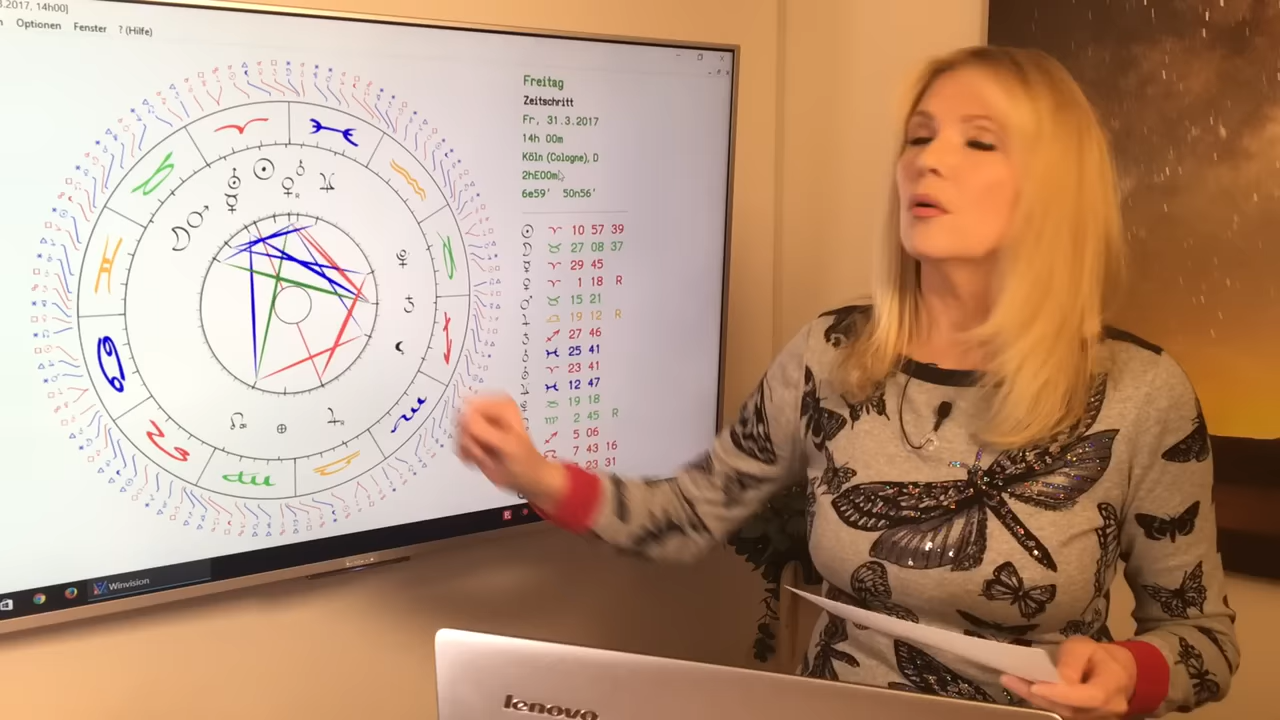 .2017, 14h00]
Optionen Fenster ? (Hilfe)
Freitag
Zeitschritt
Fr, 31.3.2017
14h 00m
Köln (Cologne), D
2hE00m
6e59' 50n56'
10 57 39
27 08 37
29 45
1 18 R
15 21
19 12 R
27 46
25 41
23 41
12 47
19 18
2 45 R
5 06
7 43 16
23 31
Winvision
lenovo